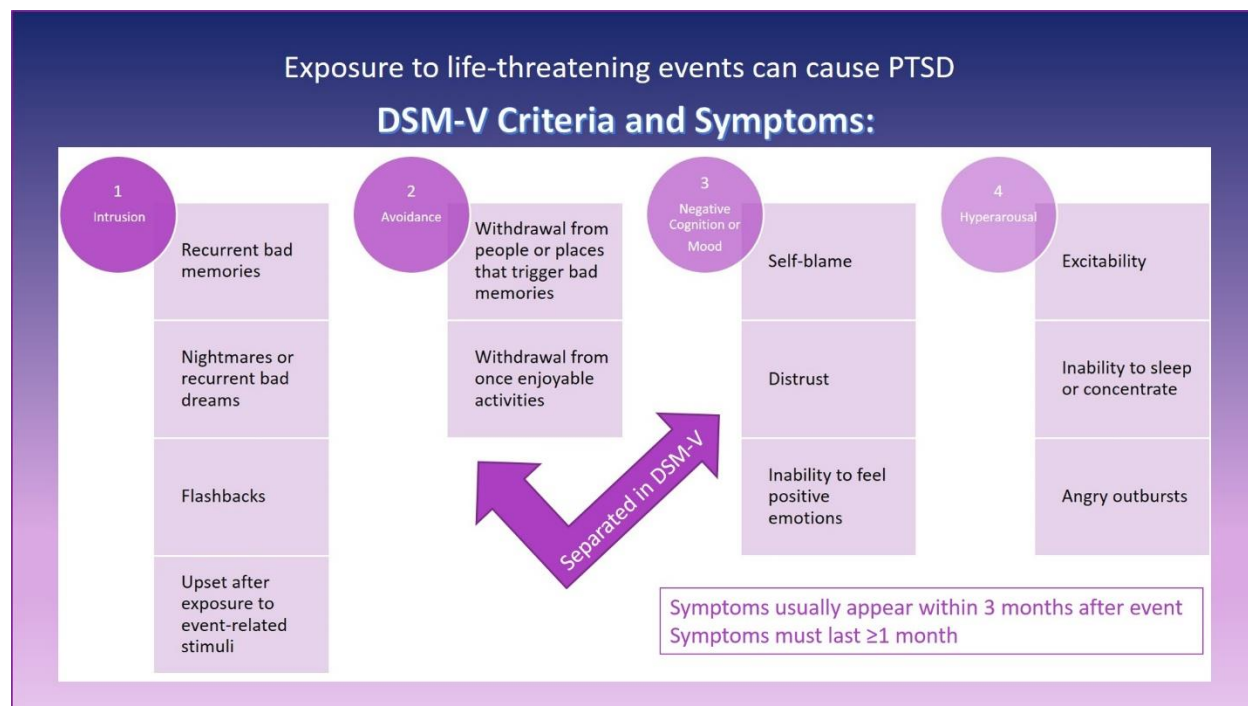 Exposure to life-threatening events can cause PTSD
DSM-V Criteria and Symptoms:
1
Intrusion
Recurrent bad
memories
Nightmares or
recurrent bad
dreams
Flashbacks
Upset after
exposure to
event-related
stimuli
2
Avoidance
Withdrawal from
people or places
that trigger bad
memories
Withdrawal from
once enjoyable
activities
3
Negative
Cognition or
Mood
Self-blame
Distrust
Inability to feel
positive
emotions
4
Hyperarousal
Excitability
Inability to sleep
or concentrate
Angry outbursts
Separated in DSM-V
Symptoms usually appear within 3 months after event
Symptoms must last ≥1 month